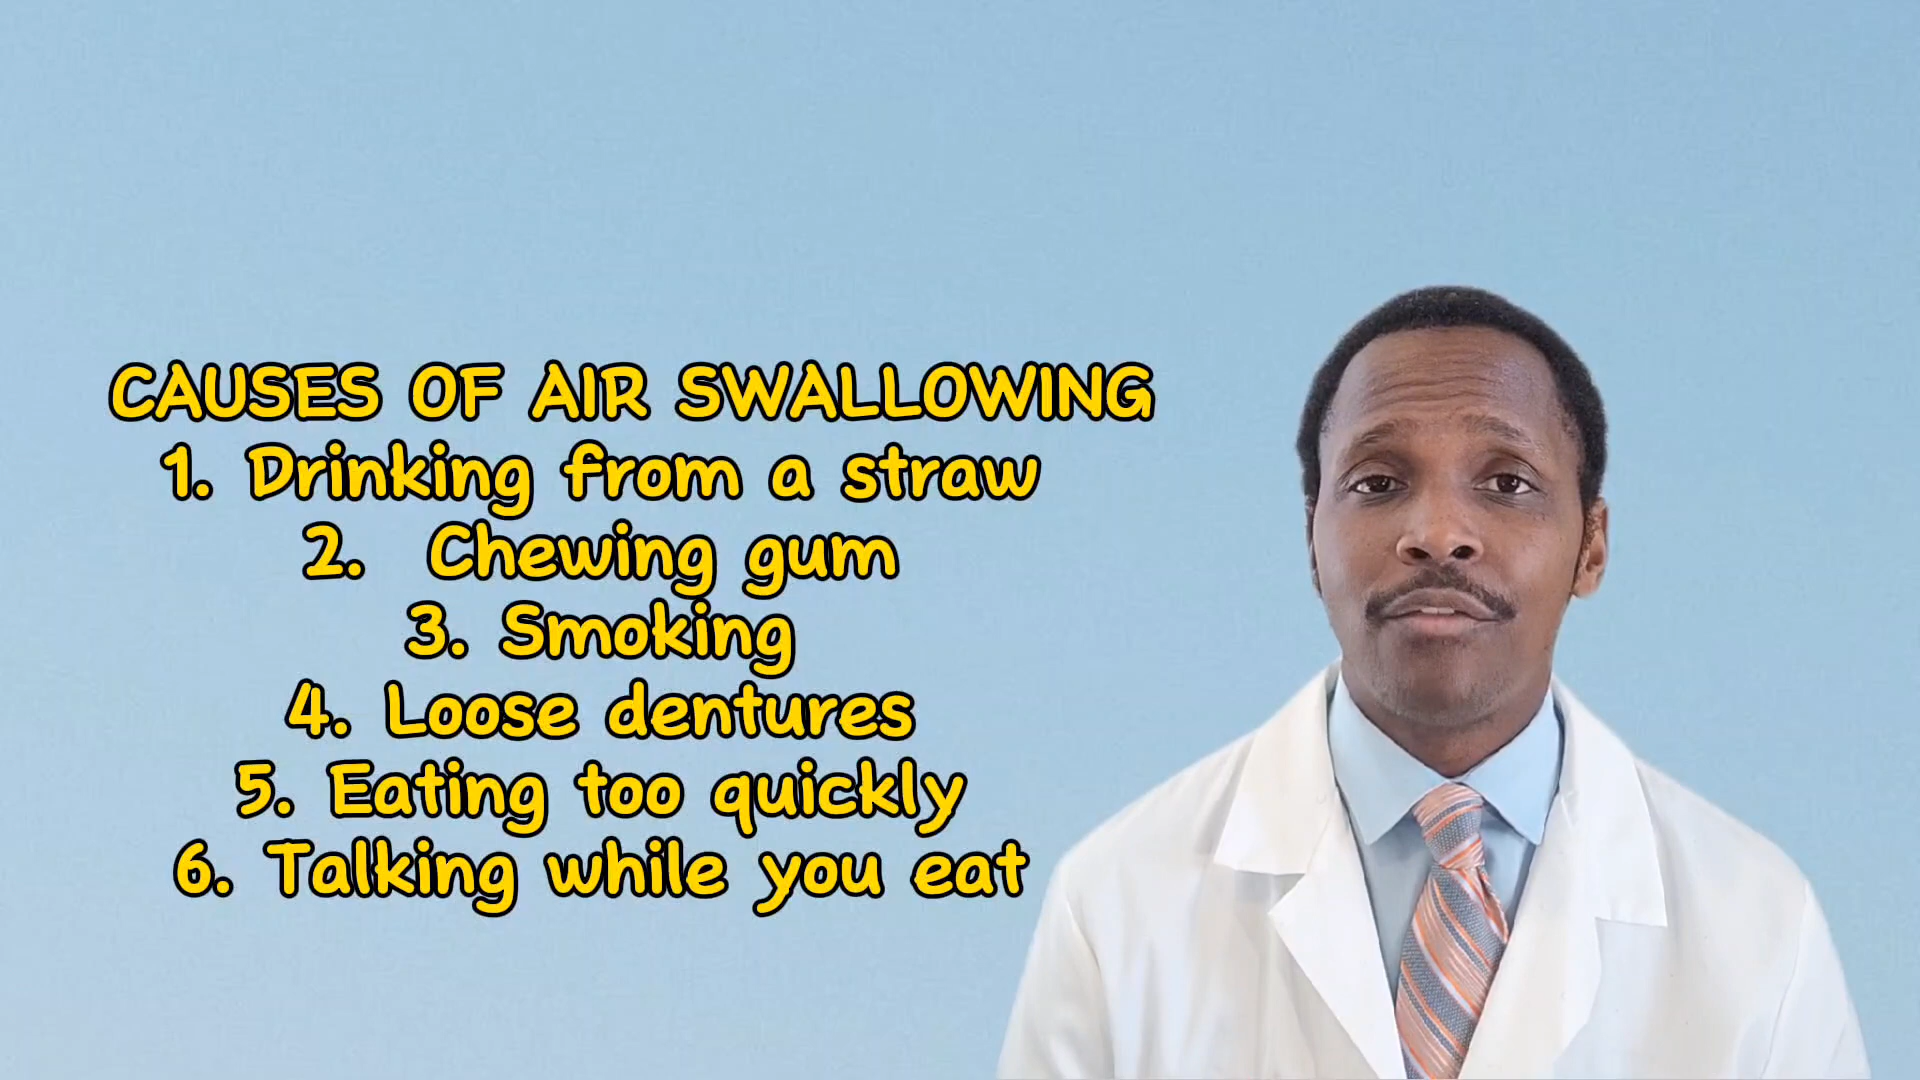 CAUSES OF AIR SWALLOWING
1. Drinking from a straw
2. Chewing gum
3. Smoking
4. Loose dentures
5. Eating too quickly
6. Talking while you eat